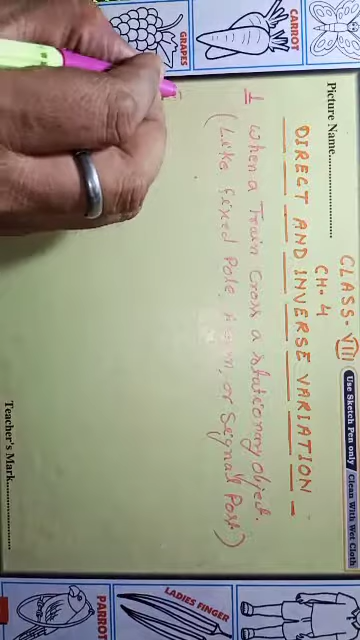 CARROT
GRAPES
Picture Name
CLASS - VIII
Use Sketch Pen only
Clean With Wet Cloth
CH. 4
DIRECT AND INVERSE VARIATION -
1 When a Train Cross a stationary object.
(Like fixed Pole, or Signal Post)
Teacher's Mark
LADIES FINGER
PARROT